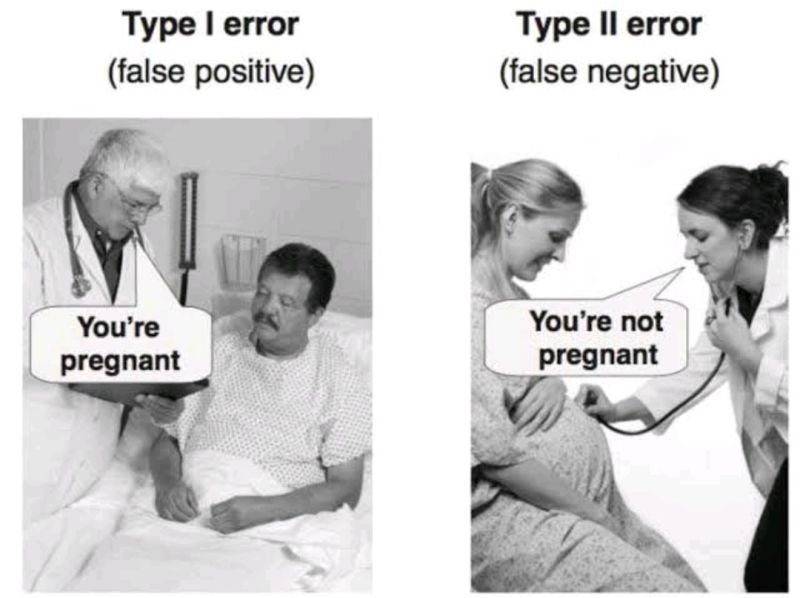 Type I error
(false positive)
You're
pregnant
Type II error
(false negative)
You're not
pregnant